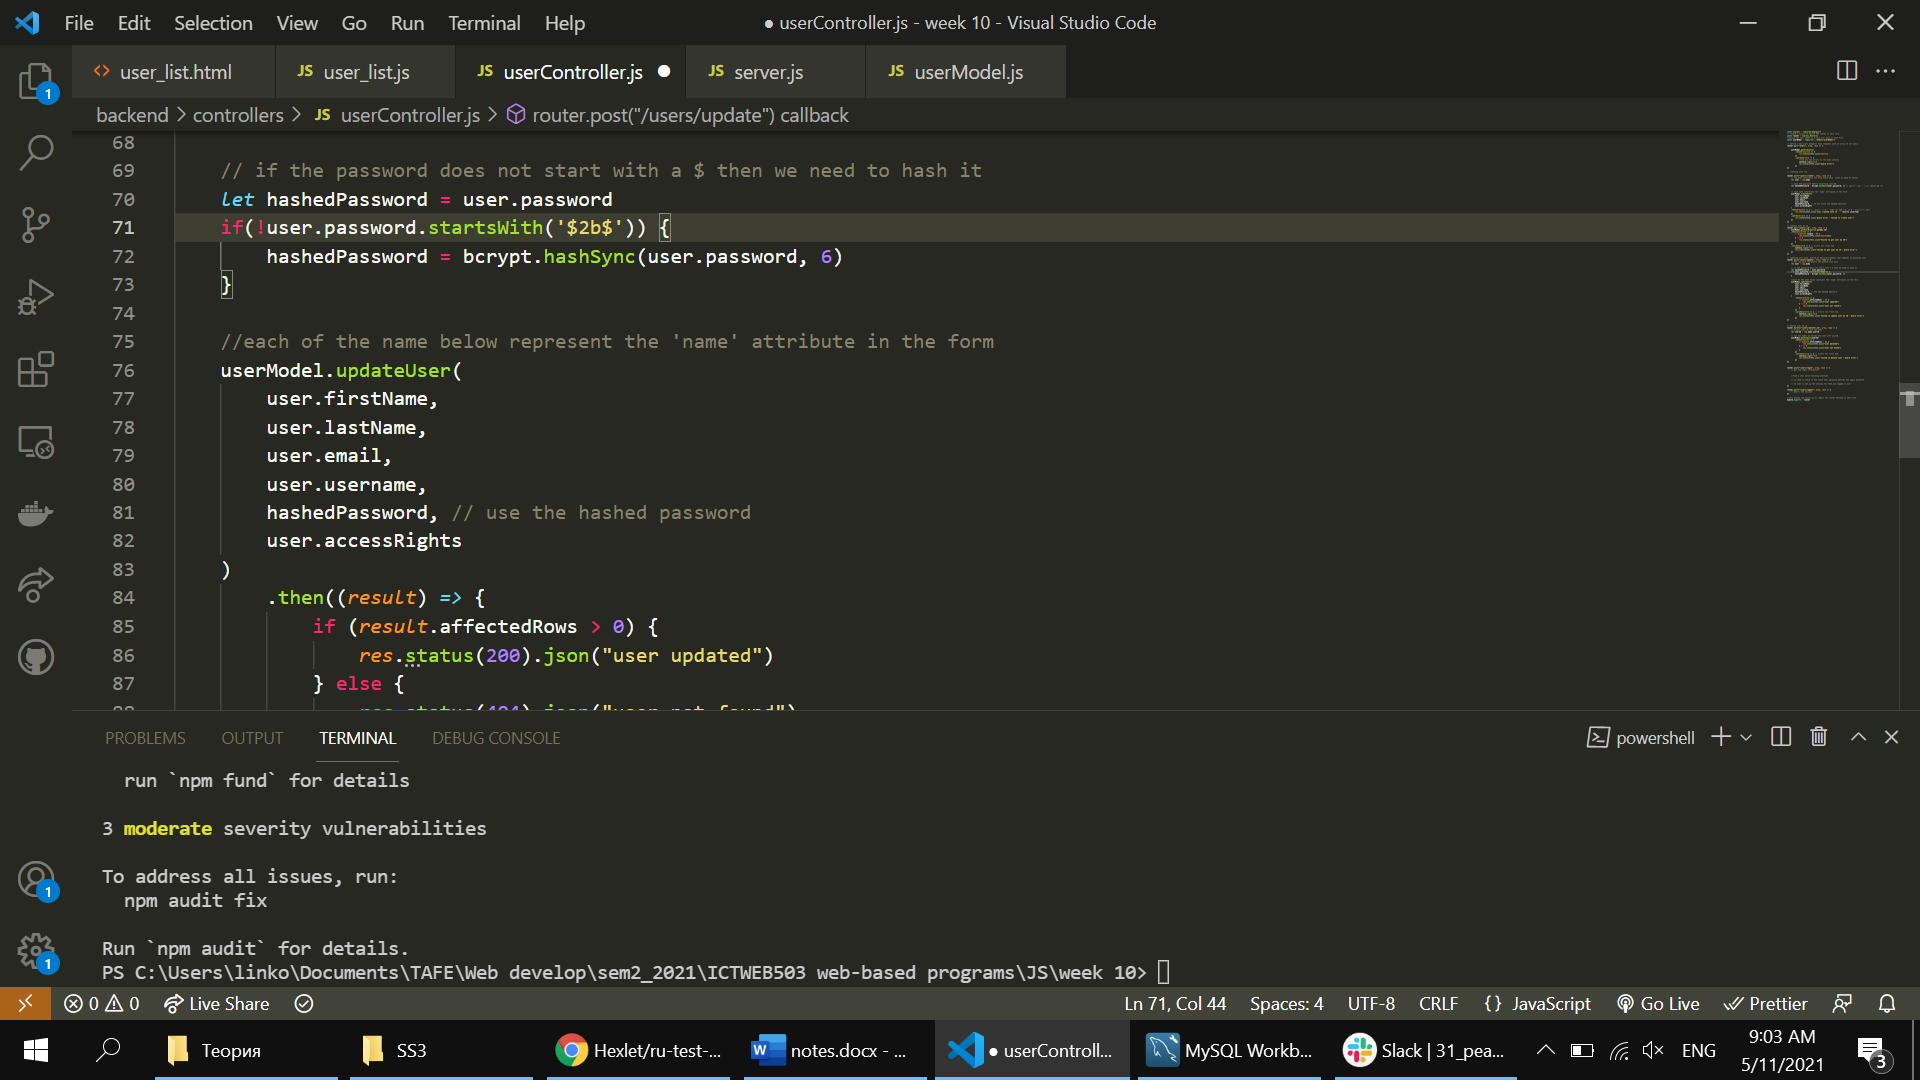 File Edit Selection View Go Run Terminal Help
● userController.js - week 10 - Visual Studio Code
<> user_list.html JS user_list.js JS userController.js ● JS server.js JS userModel.js
backend > controllers > JS userController.js > router.post("/users/update") callback
68
69 // if the password does not start with a $ then we need to hash it
70 let hashedPassword = user.password
71 if(!user.password.startsWith('$2b$')) {
72 hashedPassword = bcrypt.hashSync(user.password, 6)
73 }
74
75 //each of the name below represent the 'name' attribute in the form
76 userModel.updateUser(
77 user.firstName,
78 user.lastName,
79 user.email,
80 user.username,
81 hashedPassword, // use the hashed password
82 user.accessRights
83 )
84 .then((result) => {
85 if (result.affectedRows > 0) {
86 res.status(200).json("user updated")
87 } else {
PROBLEMS OUTPUT TERMINAL DEBUG CONSOLE
powershell
run `npm fund` for details
3 moderate severity vulnerabilities
To address all issues, run:
npm audit fix
Run `npm audit` for details.
PS C:\Users\linko\Documents\TAFE\Web develop\sem2_2021\ICTWEB503 web-based programs\JS\week 10>
1
1
1
0 0 Live Share
Ln 71, Col 44 Spaces: 4 UTF-8 CRLF {} JavaScript Go Live Prettier
Теория SS3 Hexlet/ru-test-... notes.docx - ... ● userControll... MySQL Workb... Slack | 31_pea...
ENG
9:03 AM
5/11/2021
3